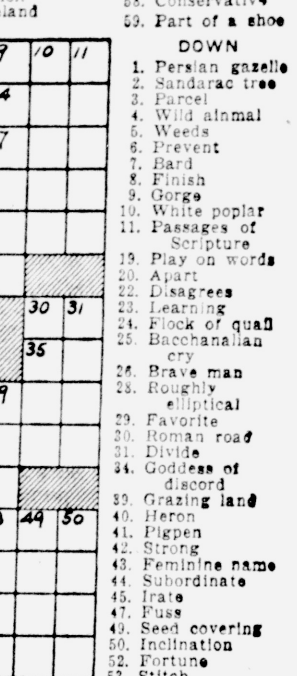 59. Part of a shoe
DOWN
1. Persian gazelle
2. Sandarac tree
3. Parcel
4. Wild ainmal
5. Weeds
6. Prevent
7. Bard
8. Finish
9. Gorge
10. White poplar
11. Passages of
Scripture
19. Play on words
20. Apart
22. Disagrees
23. Learning
24. Flock of quail
25. Bacchanalian
cry
26. Brave man
28. Roughly
elliptical
29. Favorite
30. Roman road
31. Divide
34. Goddess of
discord
39. Grazing land
40. Heron
41. Pigpen
42. Strong
43. Feminine name
44. Subordinate
45. Irate
47. Fuss
49. Seed covering
50. Inclination
52. Fortune
53. Stitch
10 11
30 31
35
49 50